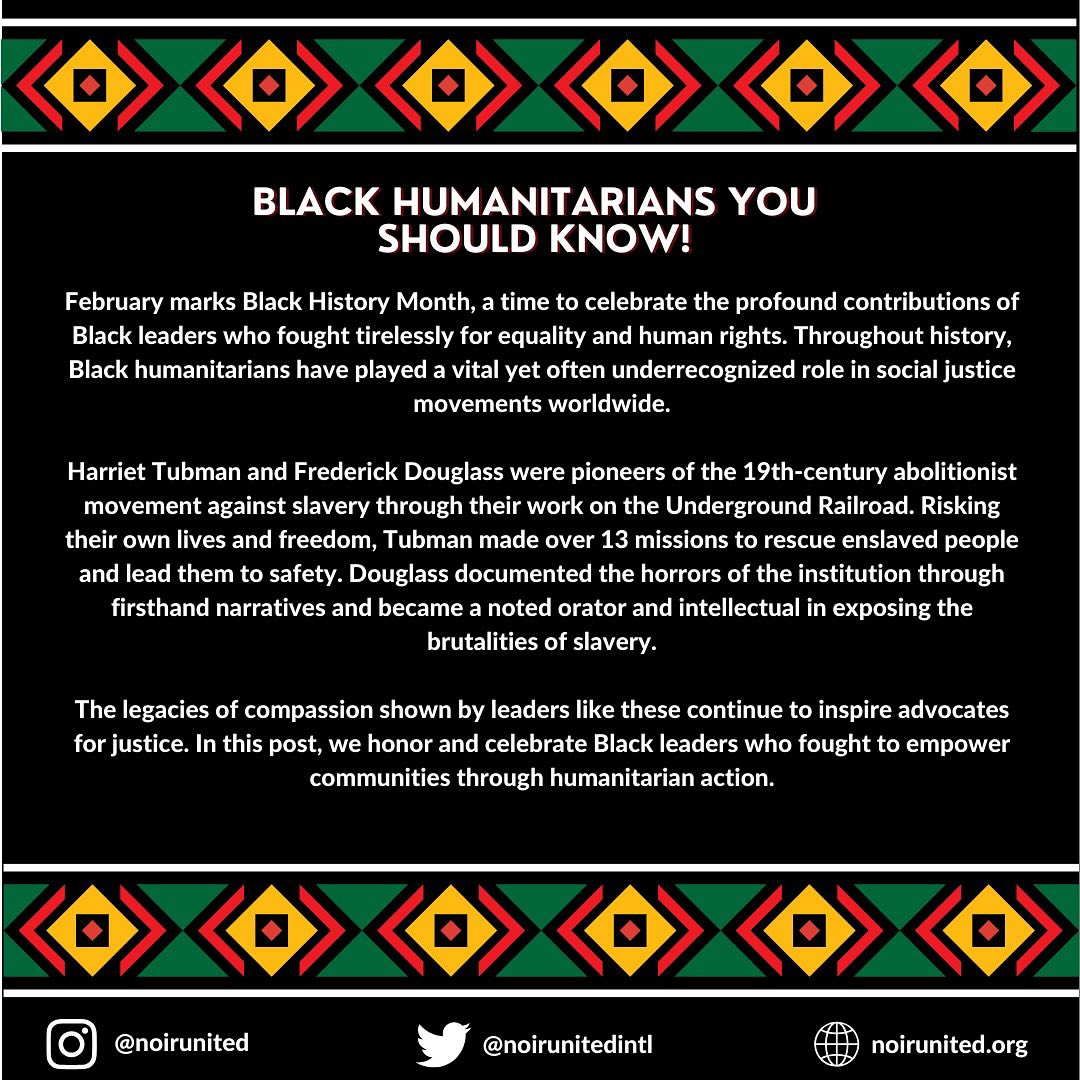 BLACK HUMANITARIANS YOU
SHOULD KNOW!
February marks Black History Month, a time to celebrate the profound contributions of
Black leaders who fought tirelessly for equality and human rights. Throughout history,
Black humanitarians have played a vital yet often underrecognized role in social justice
movements worldwide.
Harriet Tubman and Frederick Douglass were pioneers of the 19th-century abolitionist
movement against slavery through their work on the Underground Railroad. Risking
their own lives and freedom, Tubman made over 13 missions to rescue enslaved people
and lead them to safety. Douglass documented the horrors of the institution through
firsthand narratives and became a noted orator and intellectual in exposing the
brutalities of slavery.
The legacies of compassion shown by leaders like these continue to inspire advocates
for justice. In this post, we honor and celebrate Black leaders who fought to empower
communities through humanitarian action.
@noirunited
@noirunitedintl
noirunited.org